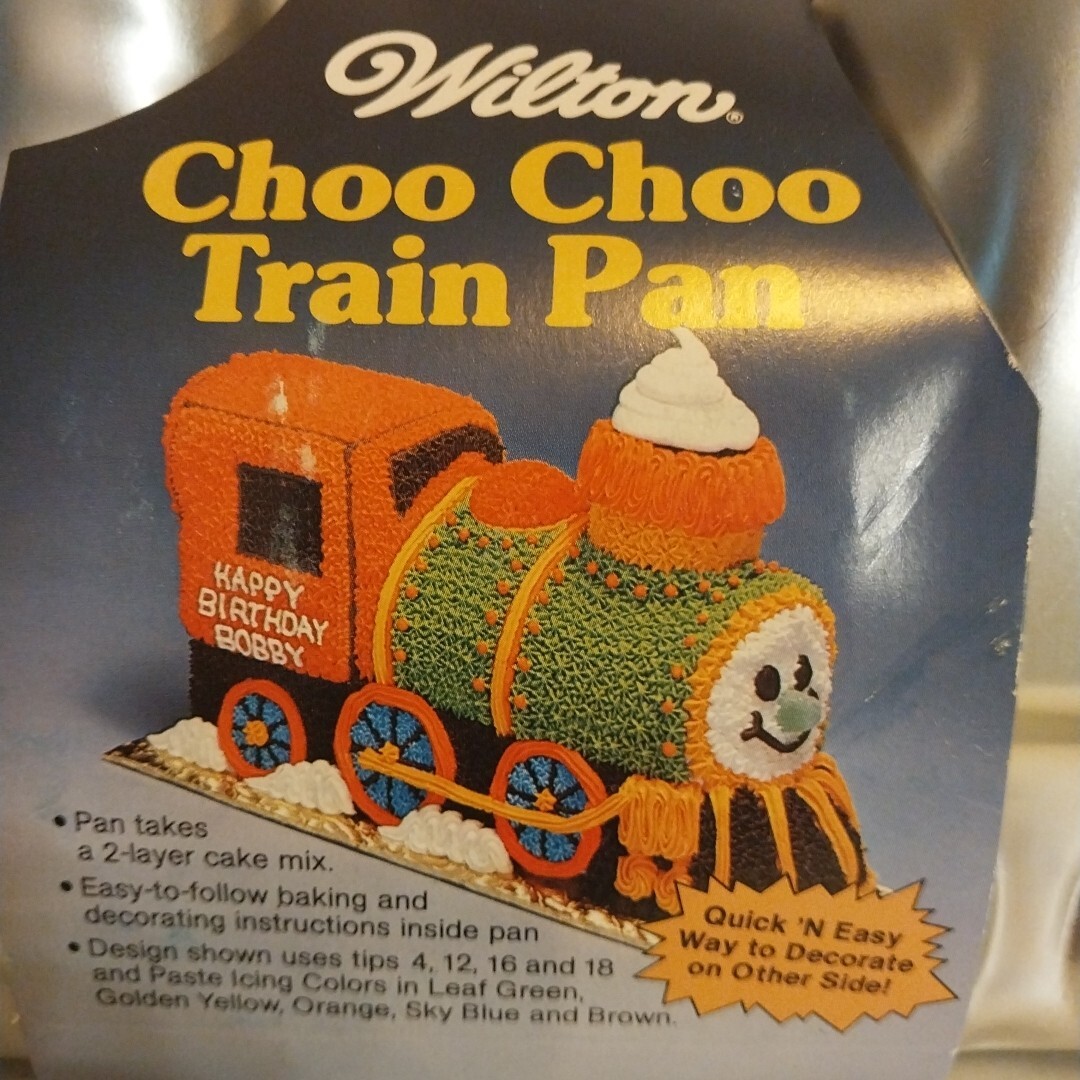 Wilton®
Choo Choo
Train Pan
HAPPY
BIRTHDAY
BOBBY
• Pan takes
a 2-layer cake mix.
• Easy-to-follow baking and
decorating instructions inside pan
• Design shown uses tips 4, 12, 16 and 18
and Paste Icing Colors in Leaf Green,
Golden Yellow, Orange, Sky Blue and Brown.
Quick 'N Easy
Way to Decorate
on Other Side!